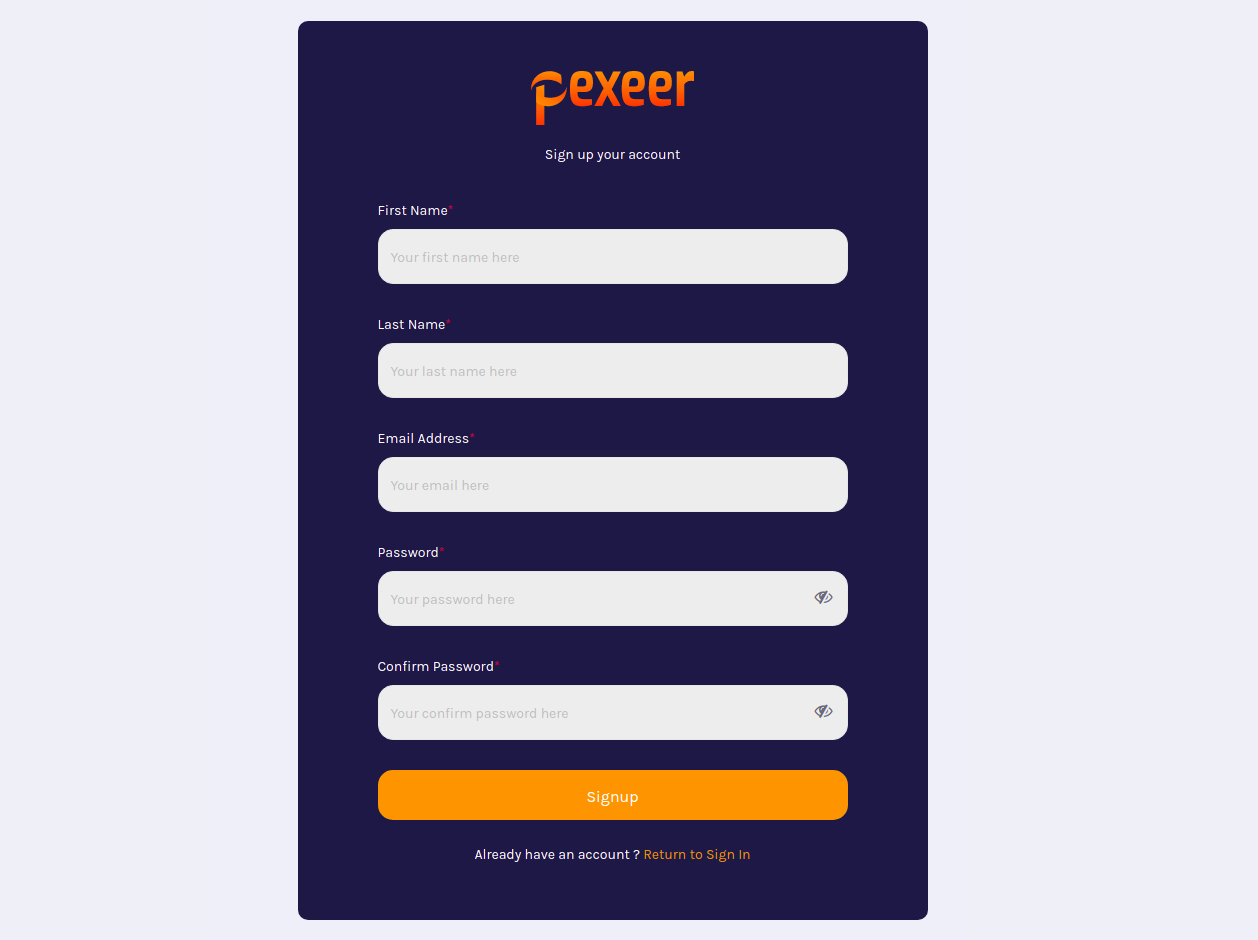 pexeer
Sign up your account
First Name*
Your first name here
Last Name*
Your last name here
Email Address*
Your email here
Password*
Your password here
Confirm Password*
Your confirm password here
Signup
Already have an account ? Return to Sign In